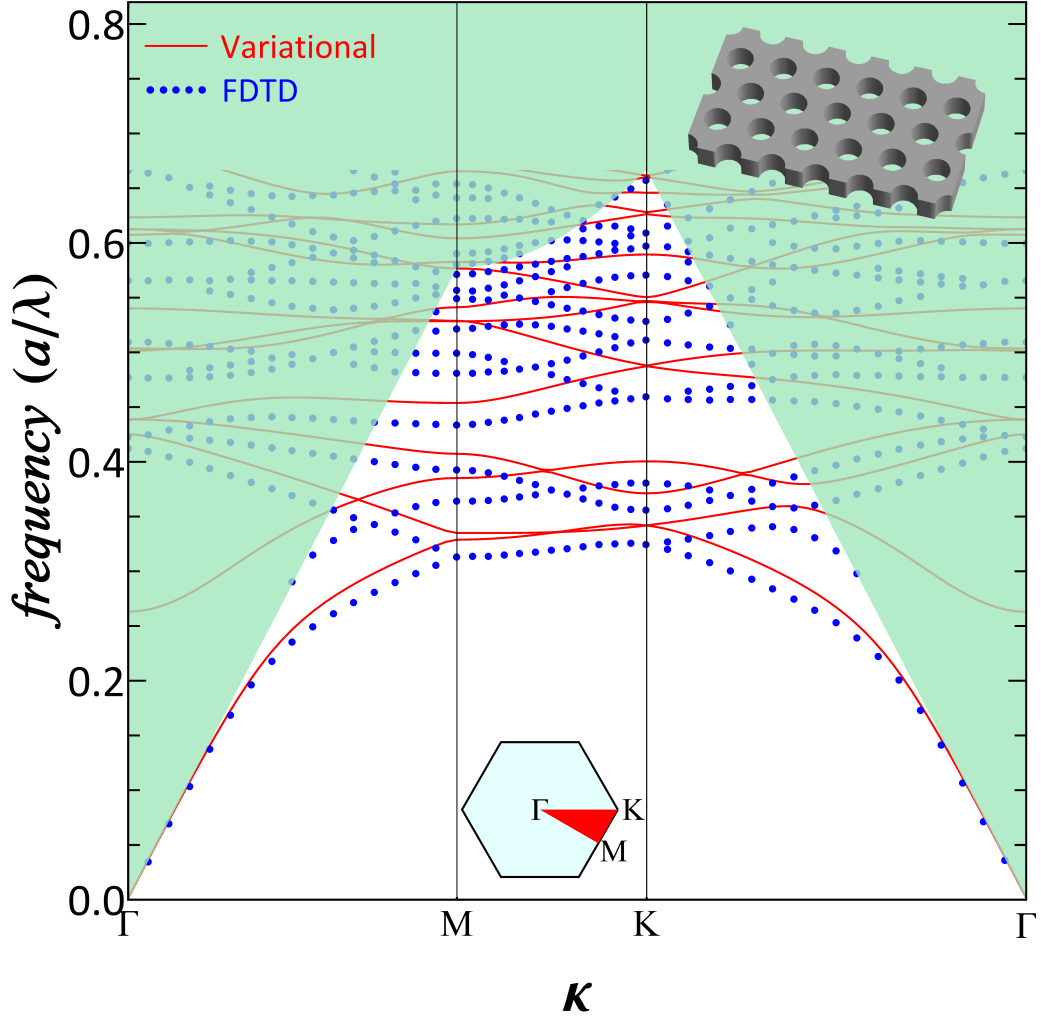 0.8
Variational
FDTD
0.6
frequency (a/λ)
0.4
0.2
Γ K
M
0.0
Γ M K Γ
κ